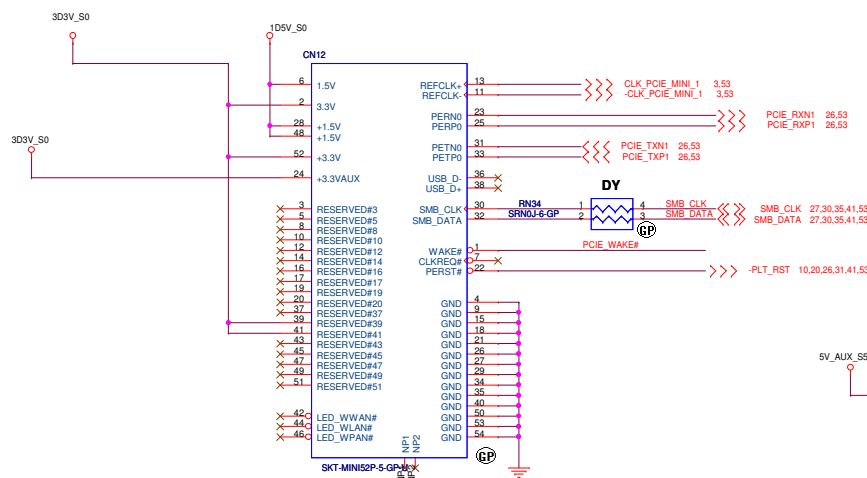 3D3V_S0
1D5V_S0
CN12
6 1.5V REFCLK+ 13 CLK_PCIE_MINI_1 3,53
REFCLK- 11 -CLK_PCIE_MINI_1 3,53
2 3.3V
PERN0 23 PCIE_RXN1 26,53
28 +1.5V PERP0 25 PCIE_RXP1 26,53
48 +1.5V
3D3V_S0
PETN0 31 PCIE_TXN1 26,53
52 +3.3V PETP0 33 PCIE_TXP1 26,53
24 +3.3VAUX USB_D- 36
USB_D+ 38
DY
3 RESERVED#3 SMB_CLK 30 RN34 1 4 SMB_CLK SMB_CLK 27,30,35,41,53
5 RESERVED#5 SMB_DATA 32 SRN0J-6-GP 2 3 SMB_DATA SMB_DATA 27,30,35,41,53
8 RESERVED#8
GP
10 RESERVED#10
12 RESERVED#12 WAKE# 1 PCIE_WAKE#
14 RESERVED#14 CLKREQ# 7
16 RESERVED#16 PERST# 22 -PLT_RST 10,20,26,31,41,53
17 RESERVED#17
19 RESERVED#19
20 RESERVED#20 GND 4
37 RESERVED#37 GND 9
39 RESERVED#39 GND 15
41 RESERVED#41 GND 18
43 RESERVED#43 GND 21
45 RESERVED#45 GND 26
47 RESERVED#47 GND 27
49 RESERVED#49 GND 29
51 RESERVED#51 GND 34
GND 35
GND 40
42 LED_WWAN# GND 50
44 LED_WLAN# GND 53
46 LED_WPAN# GND 54
NP1
NP2
GP
5V_AUX_S5